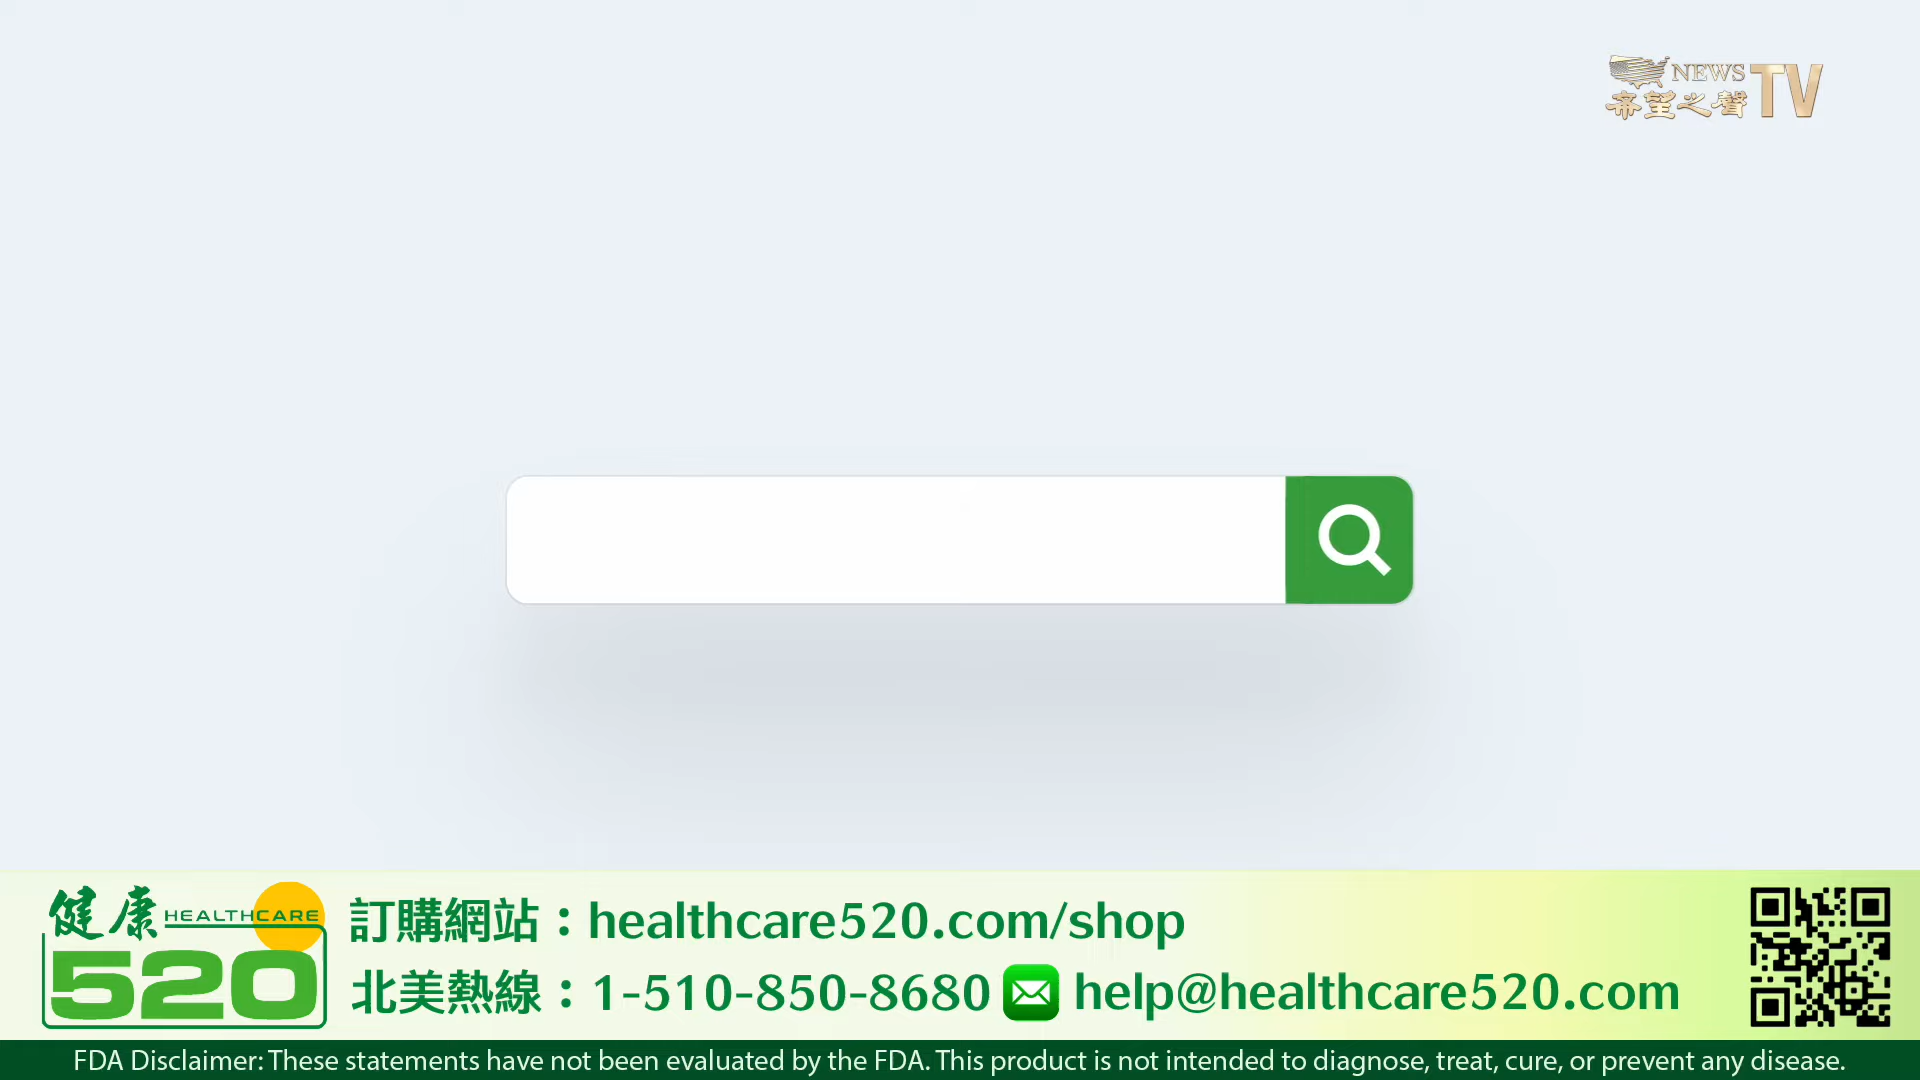 NEWS
希望之聲TV
健康 HEALTHCARE
520
訂購網站：healthcare520.com/shop
北美熱線：1-510-850-8680 help@healthcare520.com
FDA Disclaimer: These statements have not been evaluated by the FDA. This product is not intended to diagnose, treat, cure, or prevent any disease.